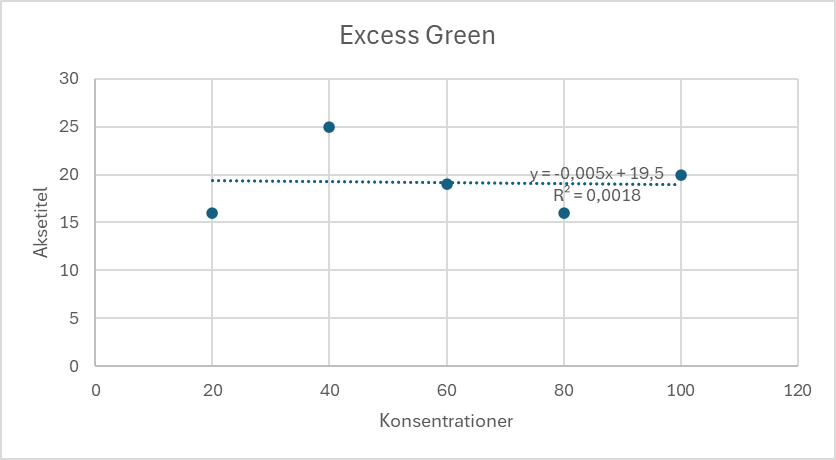 Excess Green
30
25
20
15
10
5
0
Aksetitel
y = -0,005x + 19,5
R² = 0,0018
0 20 40 60 80 100 120
Konsentrationer